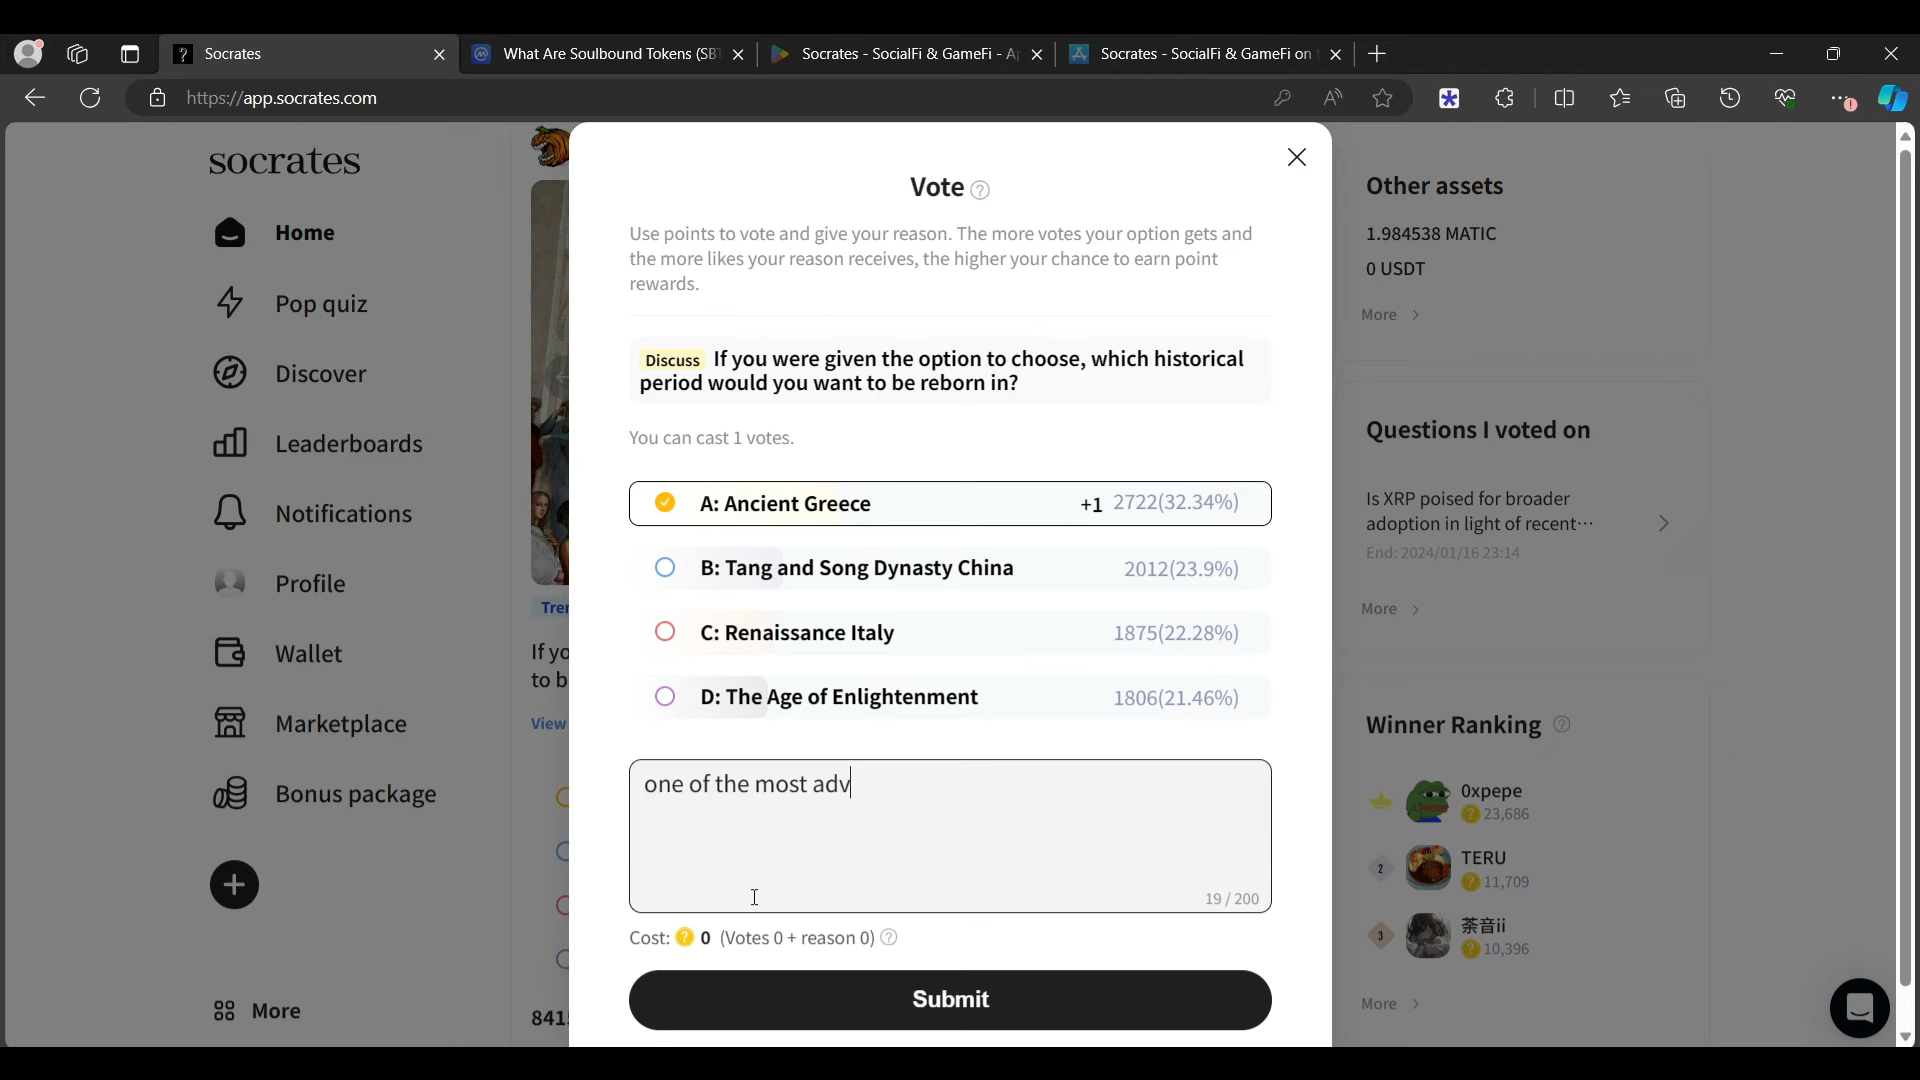 Socrates
What Are Soulbound Tokens (SBT
Socrates - SocialFi & GameFi - A
Socrates - SocialFi & GameFi on
https://app.socrates.com
socrates
Home
Pop quiz
Discover
Leaderboards
Notifications
Profile
Wallet
Marketplace
Bonus package
More
Tren
If yo
to b
View
841
Vote
Use points to vote and give your reason. The more votes your option gets and
the more likes your reason receives, the higher your chance to earn point
rewards.
Discuss If you were given the option to choose, which historical
period would you want to be reborn in?
You can cast 1 votes.
A: Ancient Greece +1 2722(32.34%)
B: Tang and Song Dynasty China 2012(23.9%)
C: Renaissance Italy 1875(22.28%)
D: The Age of Enlightenment 1806(21.46%)
one of the most adv
19 / 200
Cost: 0 (Votes 0 + reason 0)
Submit
Other assets
1.984538 MATIC
0 USDT
More
Questions I voted on
Is XRP poised for broader
adoption in light of recent···
End: 2024/01/16 23:14
More
Winner Ranking
0xpepe
23,686
2
TERU
11,709
3
茶音ii
10,396
More